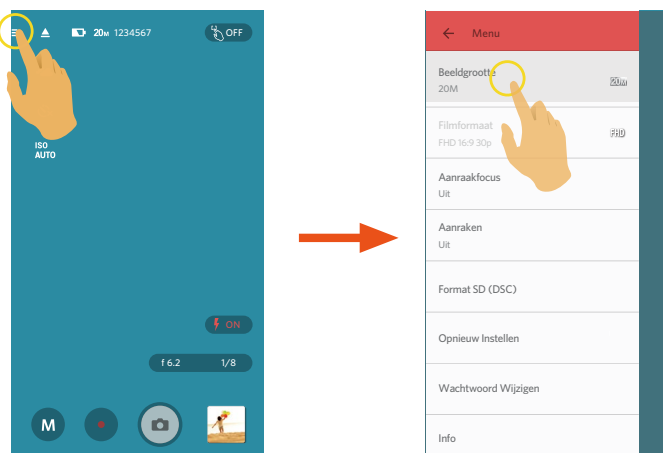 20M 1234567 OFF
ISO
AUTO
ON
f 6.2 1/8
M
Menu
Beeldgrootte
20M 20M
Filmformaat
FHD 16:9 30p FHD
Aanraakfocus
Uit
Aanraken
Uit
Format SD (DSC)
Opnieuw Instellen
Wachtwoord Wijzigen
Info